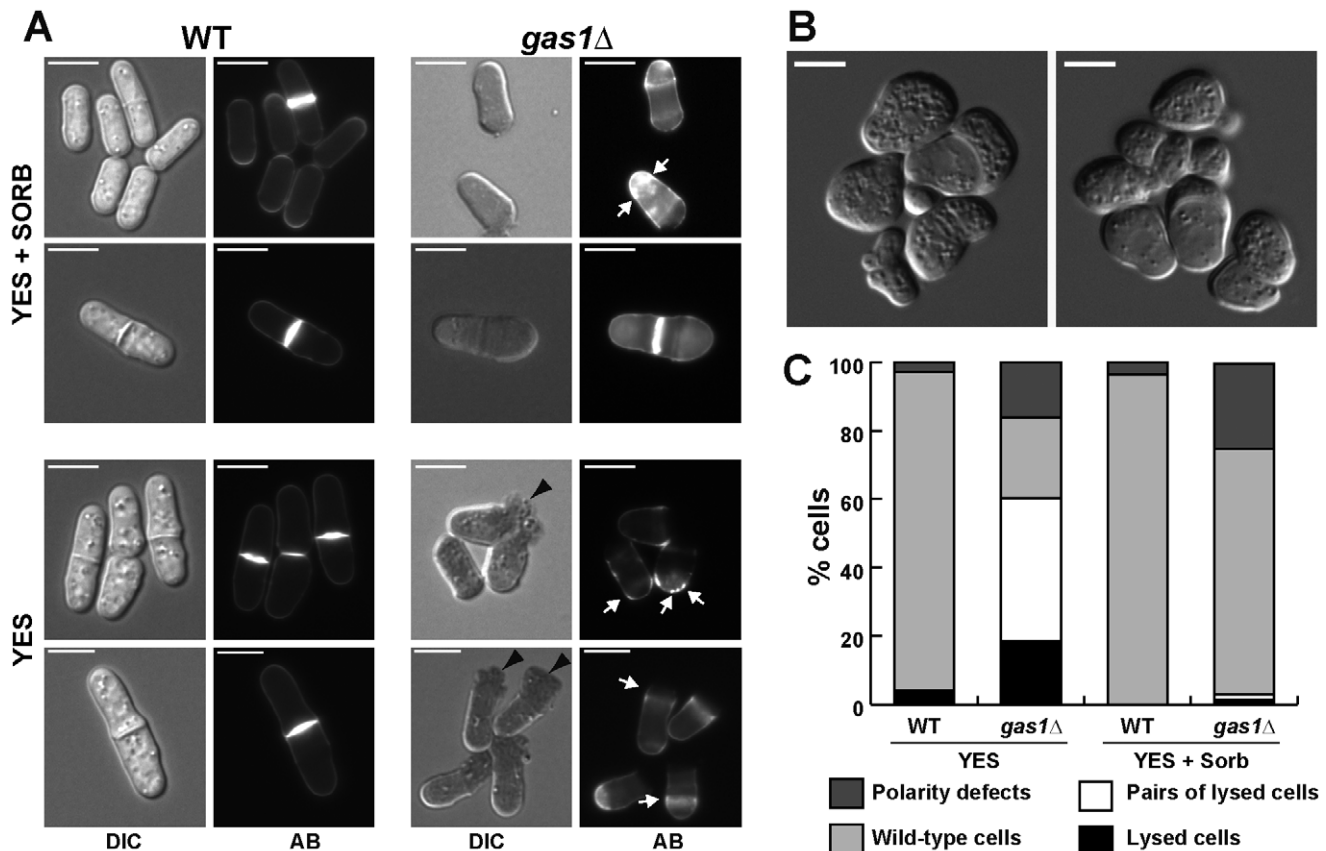 A
WT
gas1Δ
B
YES + SORB
YES
DIC
AB
DIC
AB
C
% cells
100
80
60
40
20
0
WT
gas1Δ
WT
gas1Δ
YES
YES + Sorb
Polarity defects
Pairs of lysed cells
Wild-type cells
Lysed cells